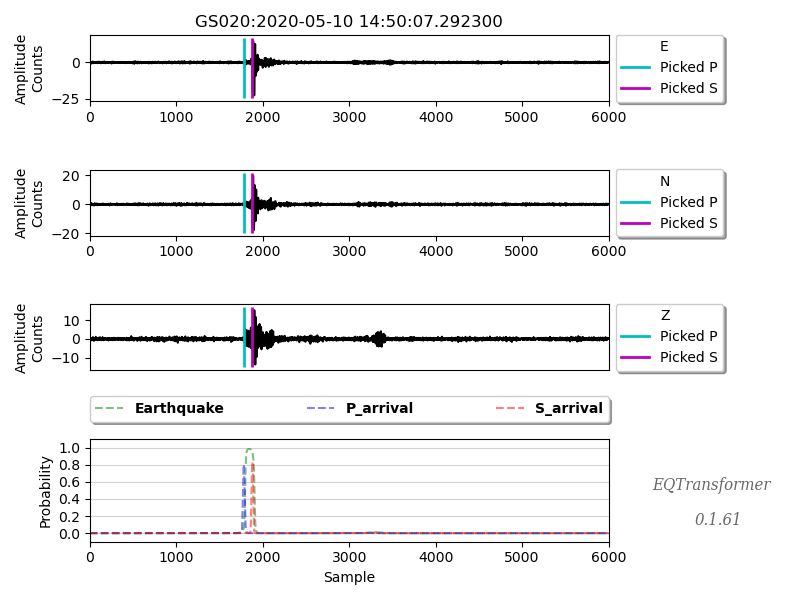 GS020:2020-05-10 14:50:07.292300
Amplitude
Counts
0
−25
0 1000 2000 3000 4000 5000 6000
E
Picked P
Picked S
Amplitude
Counts
20
0
−20
0 1000 2000 3000 4000 5000 6000
N
Picked P
Picked S
Amplitude
Counts
10
0
−10
0 1000 2000 3000 4000 5000 6000
Z
Picked P
Picked S
Earthquake P_arrival S_arrival
Probability
1.0
0.8
0.6
0.4
0.2
0.0
0 1000 2000 3000 4000 5000 6000
Sample
EQTransformer
0.1.61